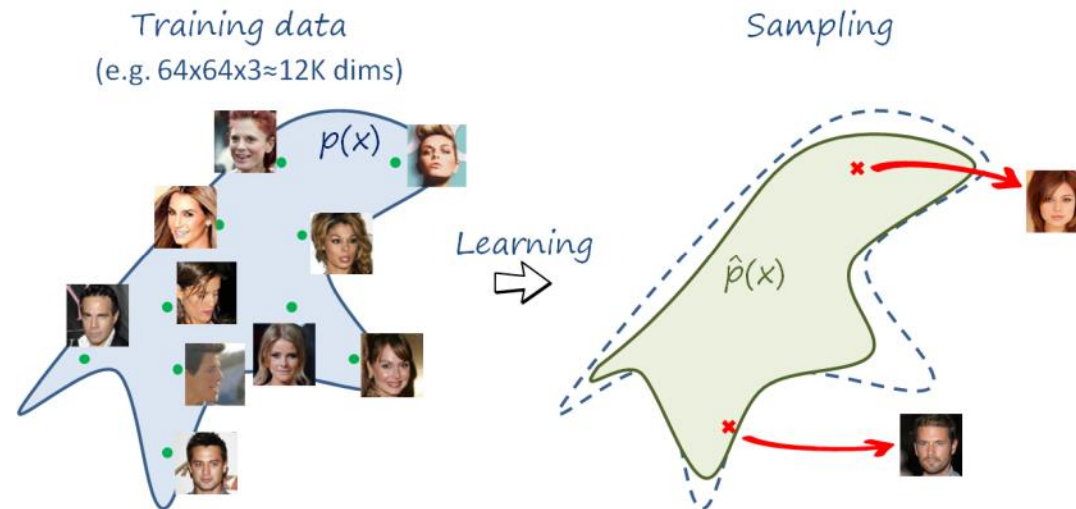 Training data
(e.g. 64x64x3≈12K dims)
p(x)
Learning
Sampling
p̂(x)